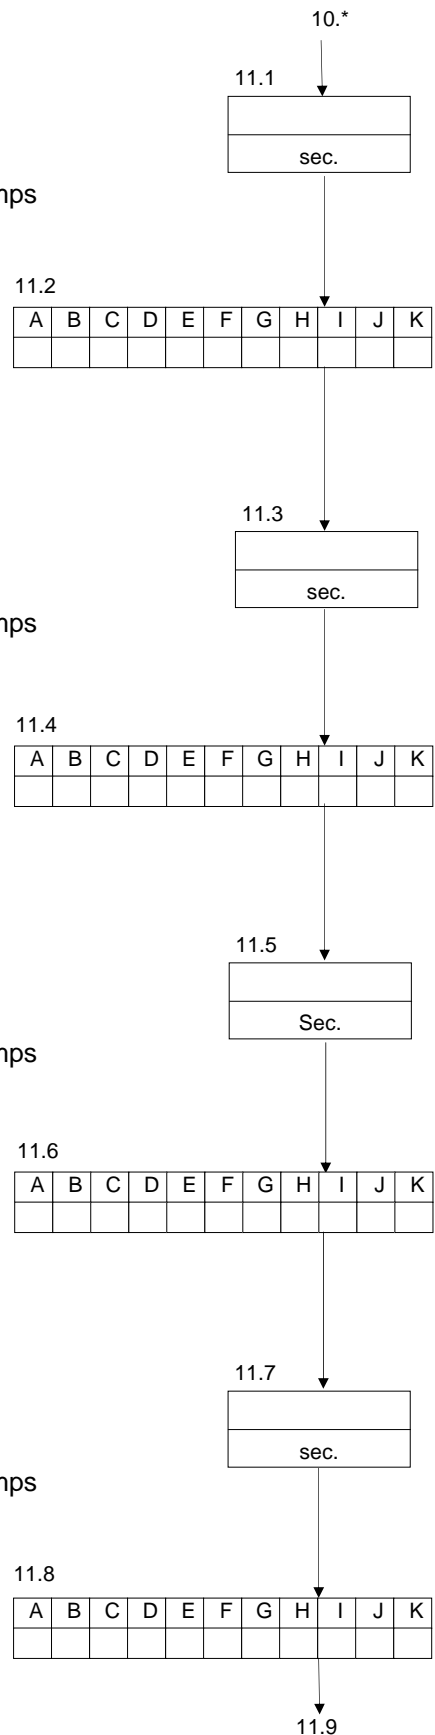 10.*
11.1
sec.
mps
11.2
A B C D E F G H I J K
11.3
sec.
mps
11.4
A B C D E F G H I J K
11.5
Sec.
mps
11.6
A B C D E F G H I J K
11.7
sec.
mps
11.8
A B C D E F G H I J K
11.9